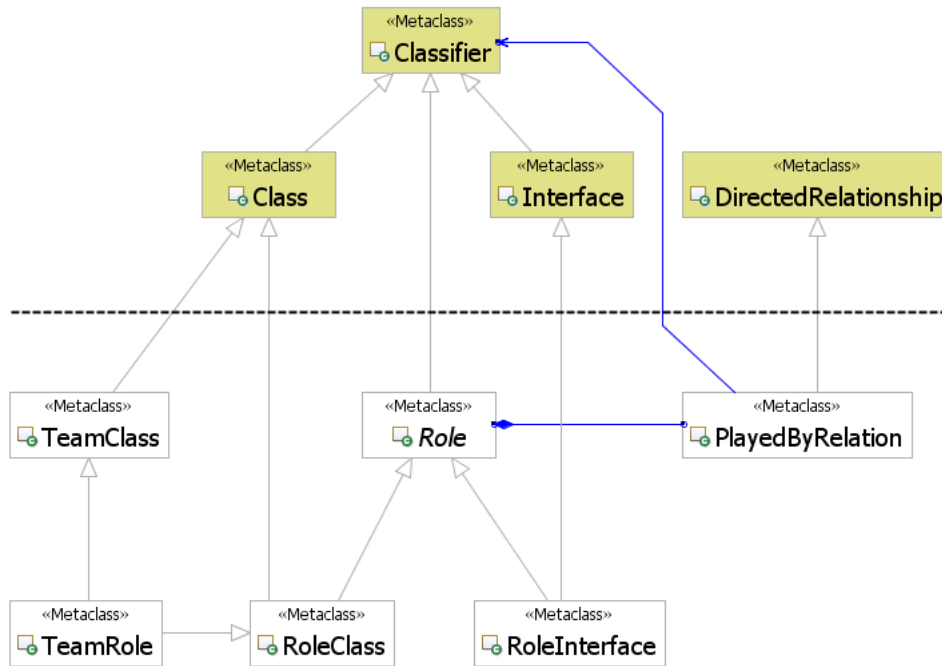 «Metaclass»
Classifier
«Metaclass»
Class
«Metaclass»
Interface
«Metaclass»
DirectedRelationship
«Metaclass»
TeamClass
«Metaclass»
Role
«Metaclass»
PlayedByRelation
«Metaclass»
TeamRole
«Metaclass»
RoleClass
«Metaclass»
RoleInterface